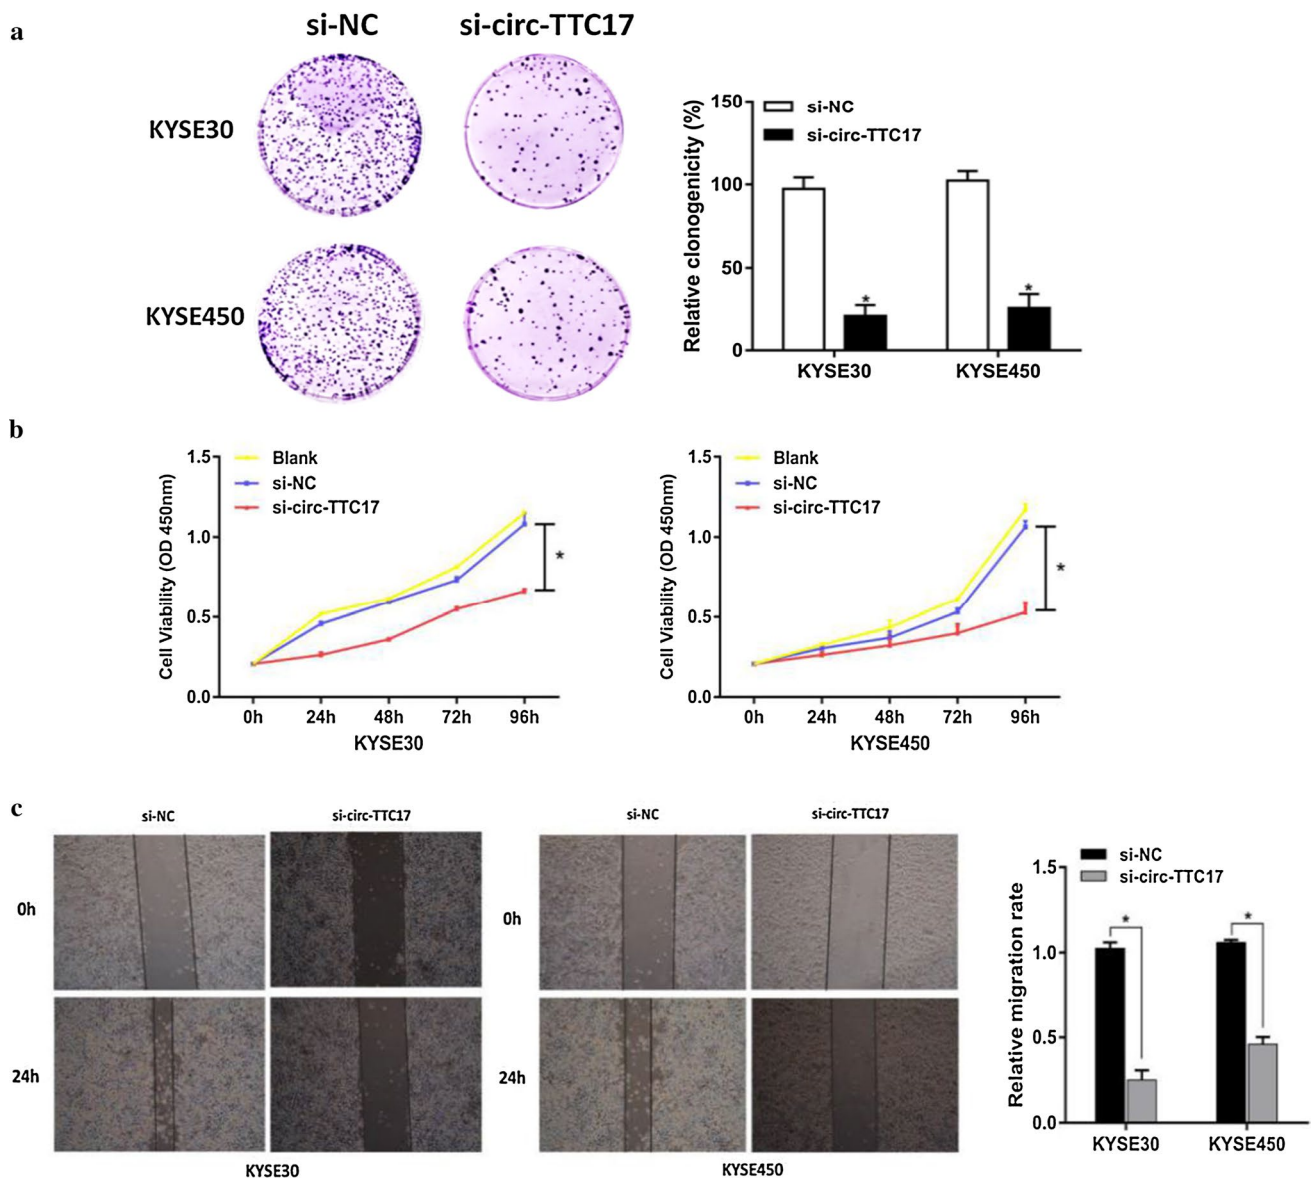 a
si-NC si-circ-TTC17
KYSE30
KYSE450
Relative clonogenicity (%)
150
100
50
0
si-NC
si-circ-TTC17
*
*
KYSE30 KYSE450
b
Cell Viability (OD 450nm)
1.5
1.0
0.5
0.0
Blank
si-NC
si-circ-TTC17
*
0h 24h 48h 72h 96h
KYSE30
Cell Viability (OD 450nm)
1.5
1.0
0.5
0.0
Blank
si-NC
si-circ-TTC17
*
0h 24h 48h 72h 96h
KYSE450
c
si-NC si-circ-TTC17
0h
24h
KYSE30
si-NC si-circ-TTC17
0h
24h
KYSE450
Relative migration rate
1.5
1.0
0.5
0.0
si-NC
si-circ-TTC17
*
*
KYSE30 KYSE450